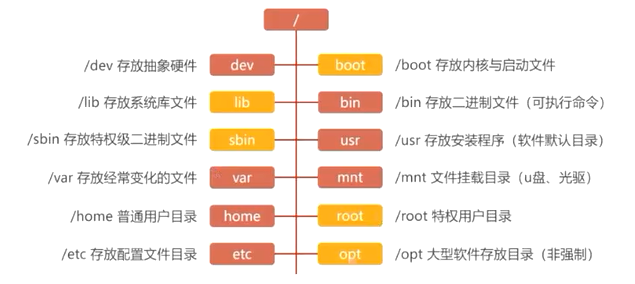 /
/dev 存放抽象硬件 dev boot /boot 存放内核与启动文件
/lib 存放系统库文件 lib bin /bin 存放二进制文件（可执行命令）
/sbin 存放特权级二进制文件 sbin usr /usr 存放安装程序（软件默认目录）
/var 存放经常变化的文件 var mnt /mnt 文件挂载目录（u盘、光驱）
/home 普通用户目录 home root /root 特权用户目录
/etc 存放配置文件目录 etc opt /opt 大型软件存放目录（非强制）